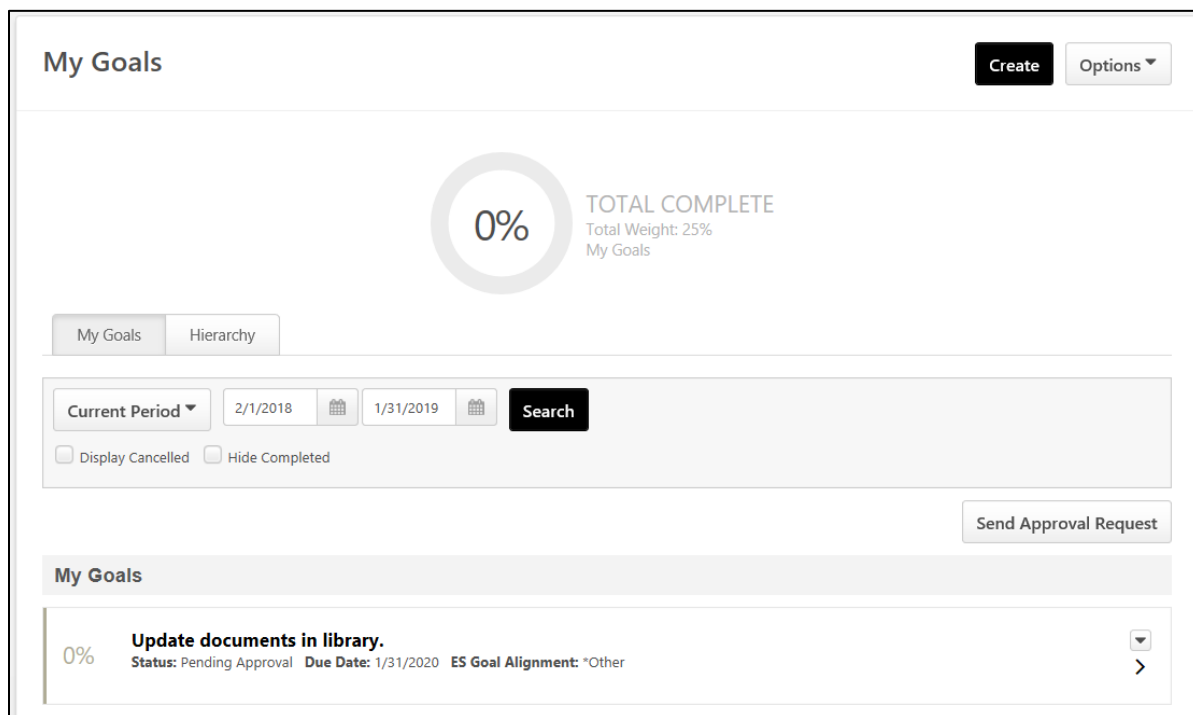 My Goals
Create
Options
0%
TOTAL COMPLETE
Total Weight: 25%
My Goals
My Goals
Hierarchy
Current Period
2/1/2018
1/31/2019
Search
Display Cancelled
Hide Completed
Send Approval Request
My Goals
0%
Update documents in library.
Status: Pending Approval Due Date: 1/31/2020 ES Goal Alignment: *Other